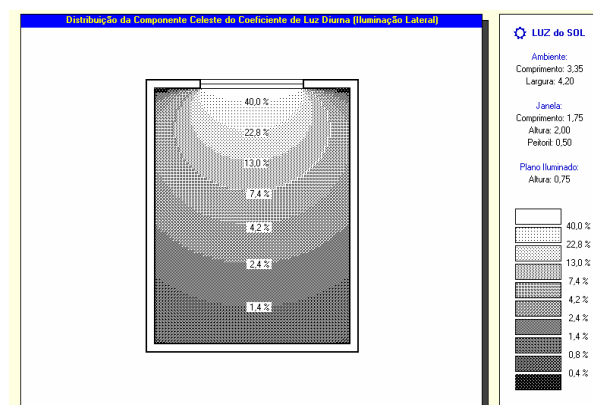 Distribuição da Componente Celeste do Coeficiente de Luz Diurna (Iluminação Lateral)
40,0 %
22,8 %
13,0 %
7,4 %
4,2 %
2,4 %
1,4 %
LUZ do SOL
Ambiente:
Comprimento: 3,35
Largura: 4,20
Janela:
Comprimento: 1,75
Altura: 2,00
Peitoril: 0,50
Plano Iluminado:
Altura: 0,75
40,0 %
22,8 %
13,0 %
7,4 %
4,2 %
2,4 %
1,4 %
0,8 %
0,4 %